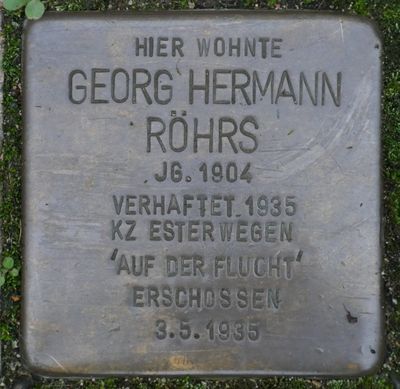 HIER WOHNTE
GEORG HERMANN
RÖHRS
JG. 1904
VERHAFTET 1935
KZ ESTERWEGEN
'AUF DER FLUCHT'
ERSCHOSSEN
3.5.1935